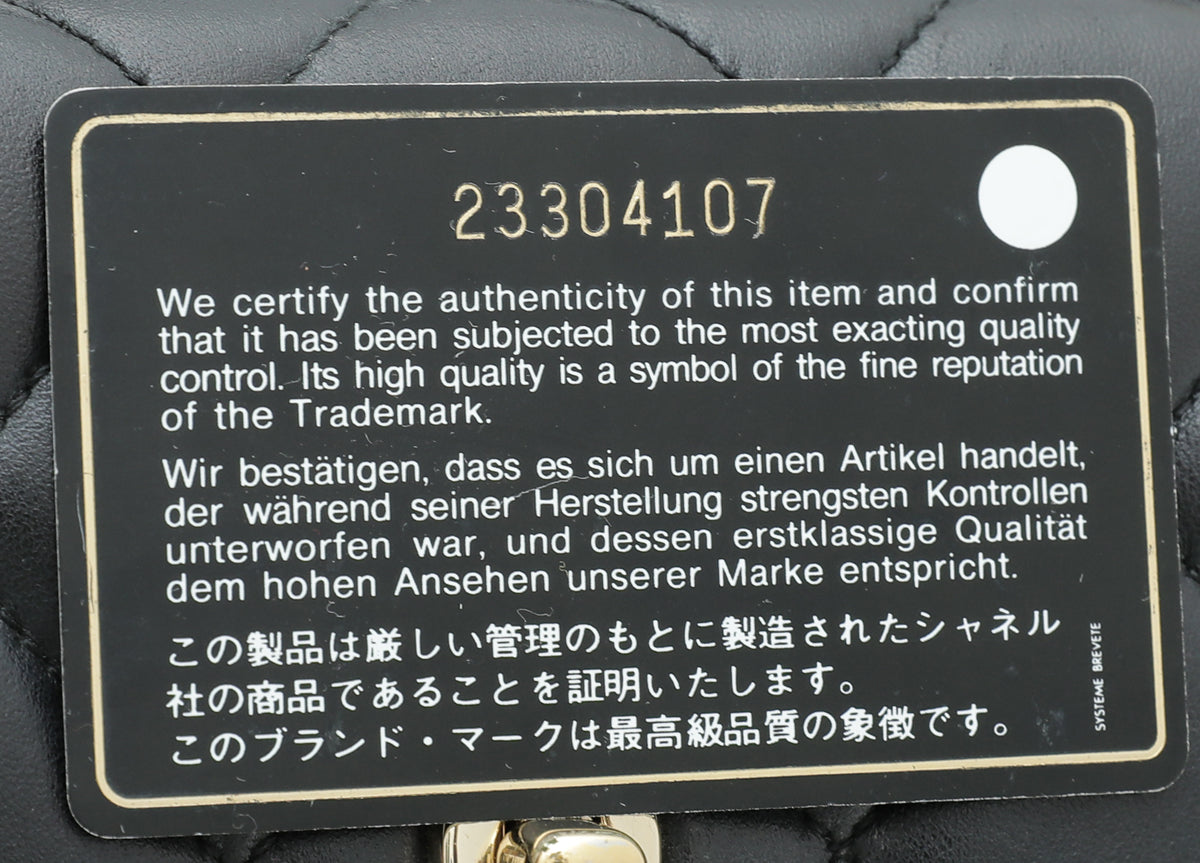 23304107
We certify the authenticity of this item and confirm
that it has been subjected to the most exacting quality
control. Its high quality is a symbol of the fine reputation
of the Trademark.
Wir bestätigen, dass es sich um einen Artikel handelt,
der während seiner Herstellung strengsten Kontrollen
unterworfen war, und dessen erstklassige Qualität
dem hohen Ansehen unserer Marke entspricht.
この製品は厳しい管理のもとに製造されたシャネル
社の商品であることを証明いたします。
このブランド・マークは最高級品質の象徴です。
SYSTEME BREVETE